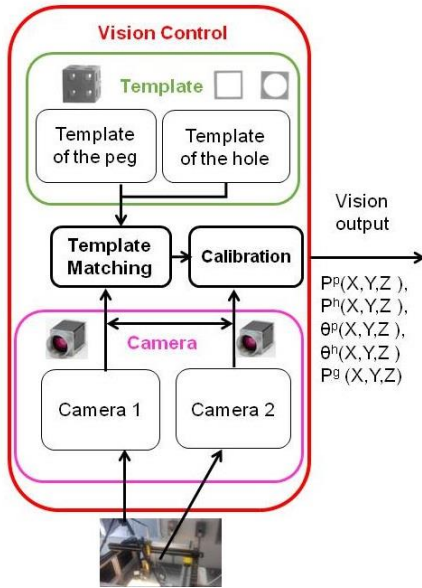 Vision Control
Template
Template
of the peg
Template
of the hole
Template
Matching
Calibration
Vision
output
Pᵖ(X,Y,Z ),
Pʰ(X,Y,Z ),
θᵖ(X,Y,Z ),
θʰ(X,Y,Z )
Pᵍ (X,Y,Z)
Camera
Camera 1
Camera 2